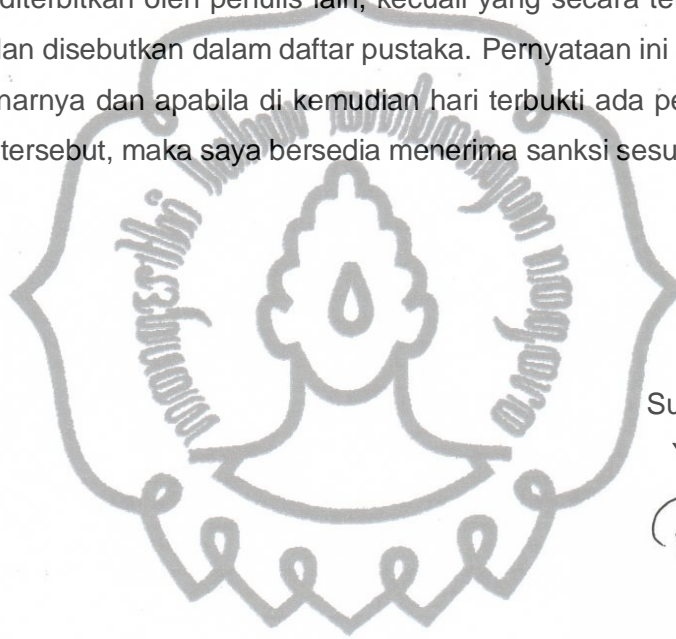 diterbitkan oleh penulis lain, kecuali yang secara te
lan disebutkan dalam daftar pustaka. Pernyataan ini
narnya dan apabila di kemudian hari terbukti ada pe
tersebut, maka saya bersedia menerima sanksi sesu
Su